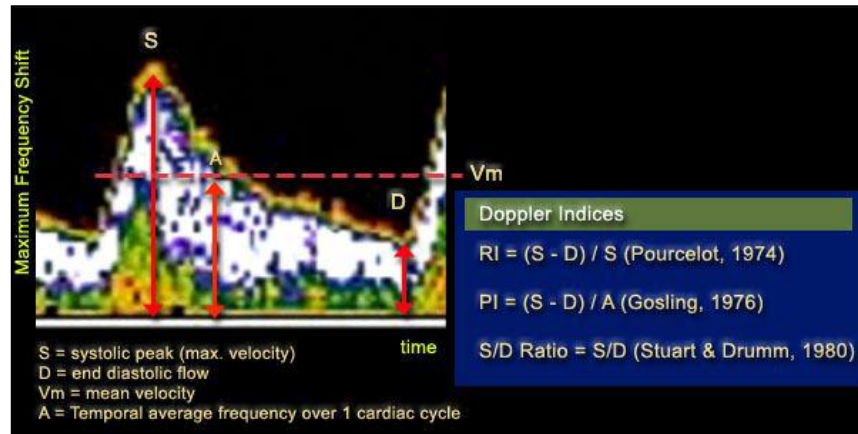 S
Maximum Frequency Shift
A
Vm
D
Doppler Indices
RI = (S - D) / S (Pourcelot, 1974)
PI = (S - D) / A (Gosling, 1976)
S/D Ratio = S/D (Stuart & Drumm, 1980)
time
S = systolic peak (max. velocity)
D = end diastolic flow
Vm = mean velocity
A = Temporal average frequency over 1 cardiac cycle